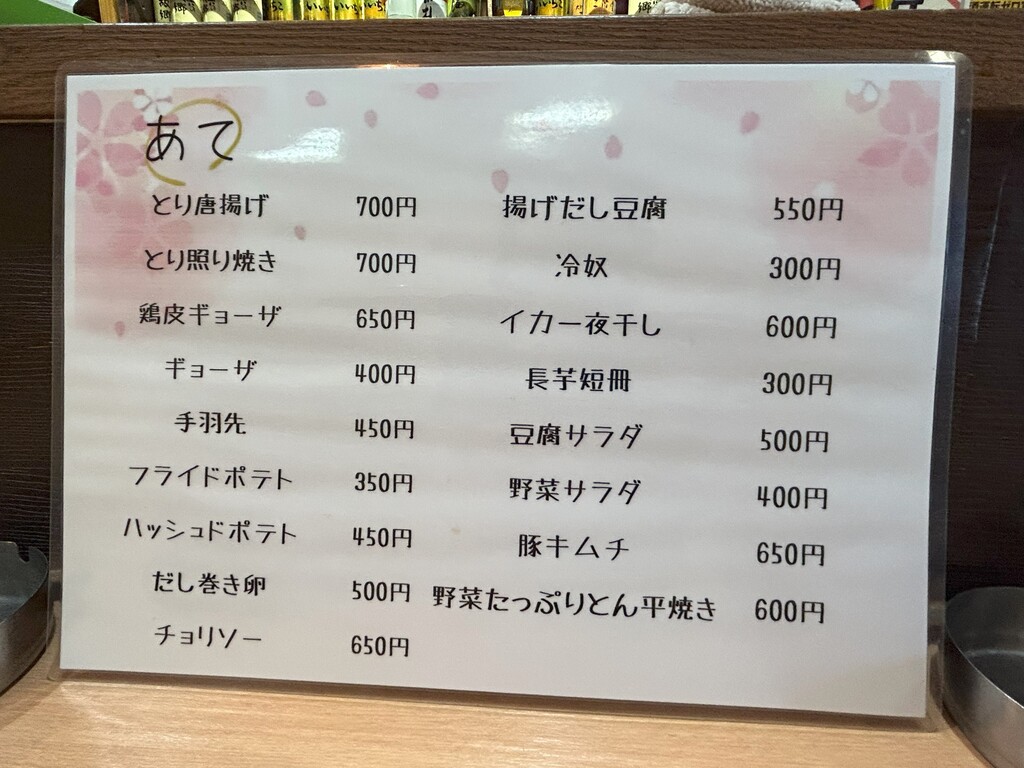 あて
とり唐揚げ 700円
とり照り焼き 700円
鶏皮ギョーザ 650円
ギョーザ 400円
手羽先 450円
フライドポテト 350円
ハッシュドポテト 450円
だし巻き卵 500円
チョリソー 650円
揚げだし豆腐 550円
冷奴 300円
イカ一夜干し 600円
長芋短冊 300円
豆腐サラダ 500円
野菜サラダ 400円
豚キムチ 650円
野菜たっぷりとん平焼き 600円